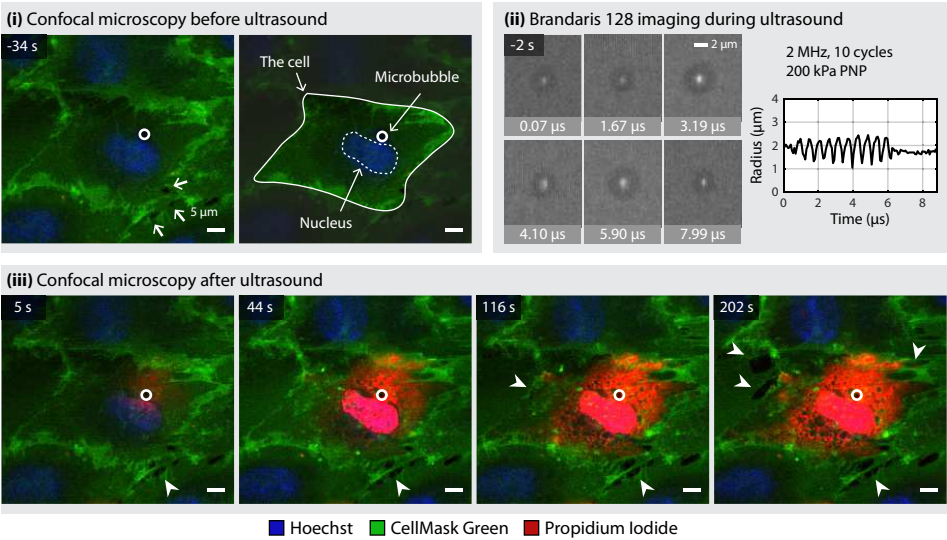 (i) Confocal microscopy before ultrasound
-34 s
5 μm
The cell
Microbubble
Nucleus
(ii) Brandaris 128 imaging during ultrasound
-2 s
2 μm
0.07 μs
1.67 μs
3.19 μs
4.10 μs
5.90 μs
7.99 μs
2 MHz, 10 cycles
200 kPa PNP
Radius (μm)
4
3
2
1
0
0 2 4 6 8
Time (μs)
(iii) Confocal microscopy after ultrasound
5 s
44 s
116 s
202 s
Hoechst CellMask Green Propidium Iodide